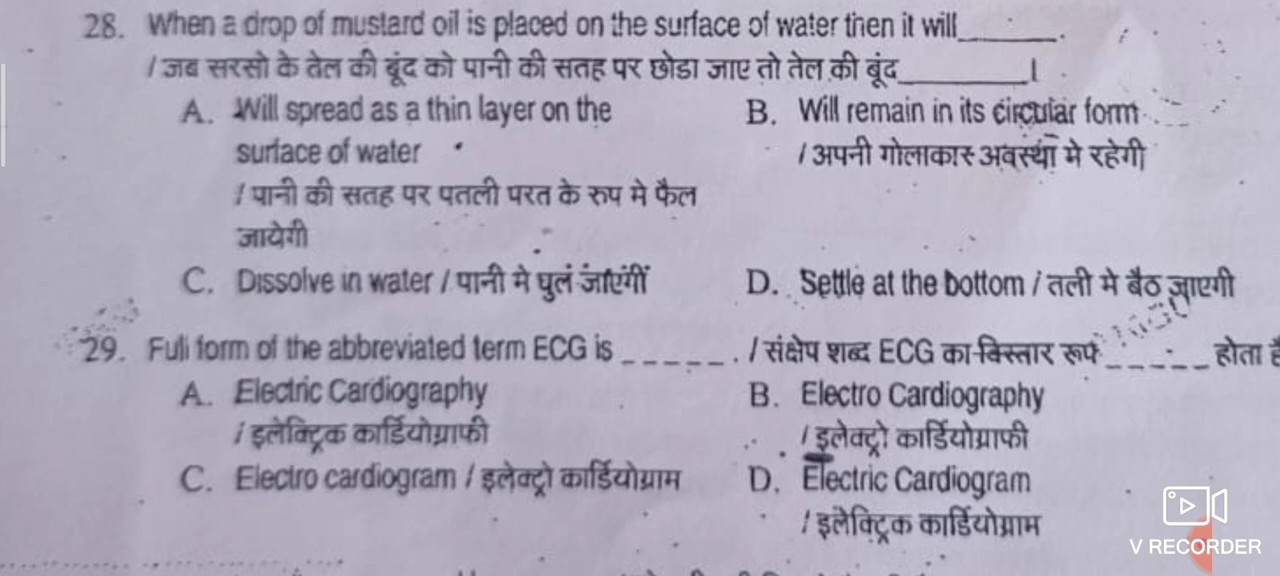 28. When a drop of mustard oil is placed on the surface of water then it will______.
/ जब सरसो के तेल की बूंद को पानी की सतह पर छोडा जाए तो तेल की बूंद________।
A. Will spread as a thin layer on the
surface of water
/ पानी की सतह पर पतली परत के रुप मे फैल
जायेगी
B. Will remain in its circular form
/ अपनी गोलाकार अवस्था मे रहेगी
C. Dissolve in water / पानी मे घुल जाएंगीं
D. Settle at the bottom / तली मे बैठ जाएगी
29. Full form of the abbreviated term ECG is ______. / संक्षेप शब्द ECG का विस्तार रूप ______ होता
A. Electric Cardiography
/ इलेक्ट्रिक कार्डियोग्राफी
B. Electro Cardiography
/ इलेक्ट्रो कार्डियोग्राफी
C. Electro cardiogram / इलेक्ट्रो कार्डियोग्राम
D. Electric Cardiogram
/ इलेक्ट्रिक कार्डियोग्राम
V RECORDER